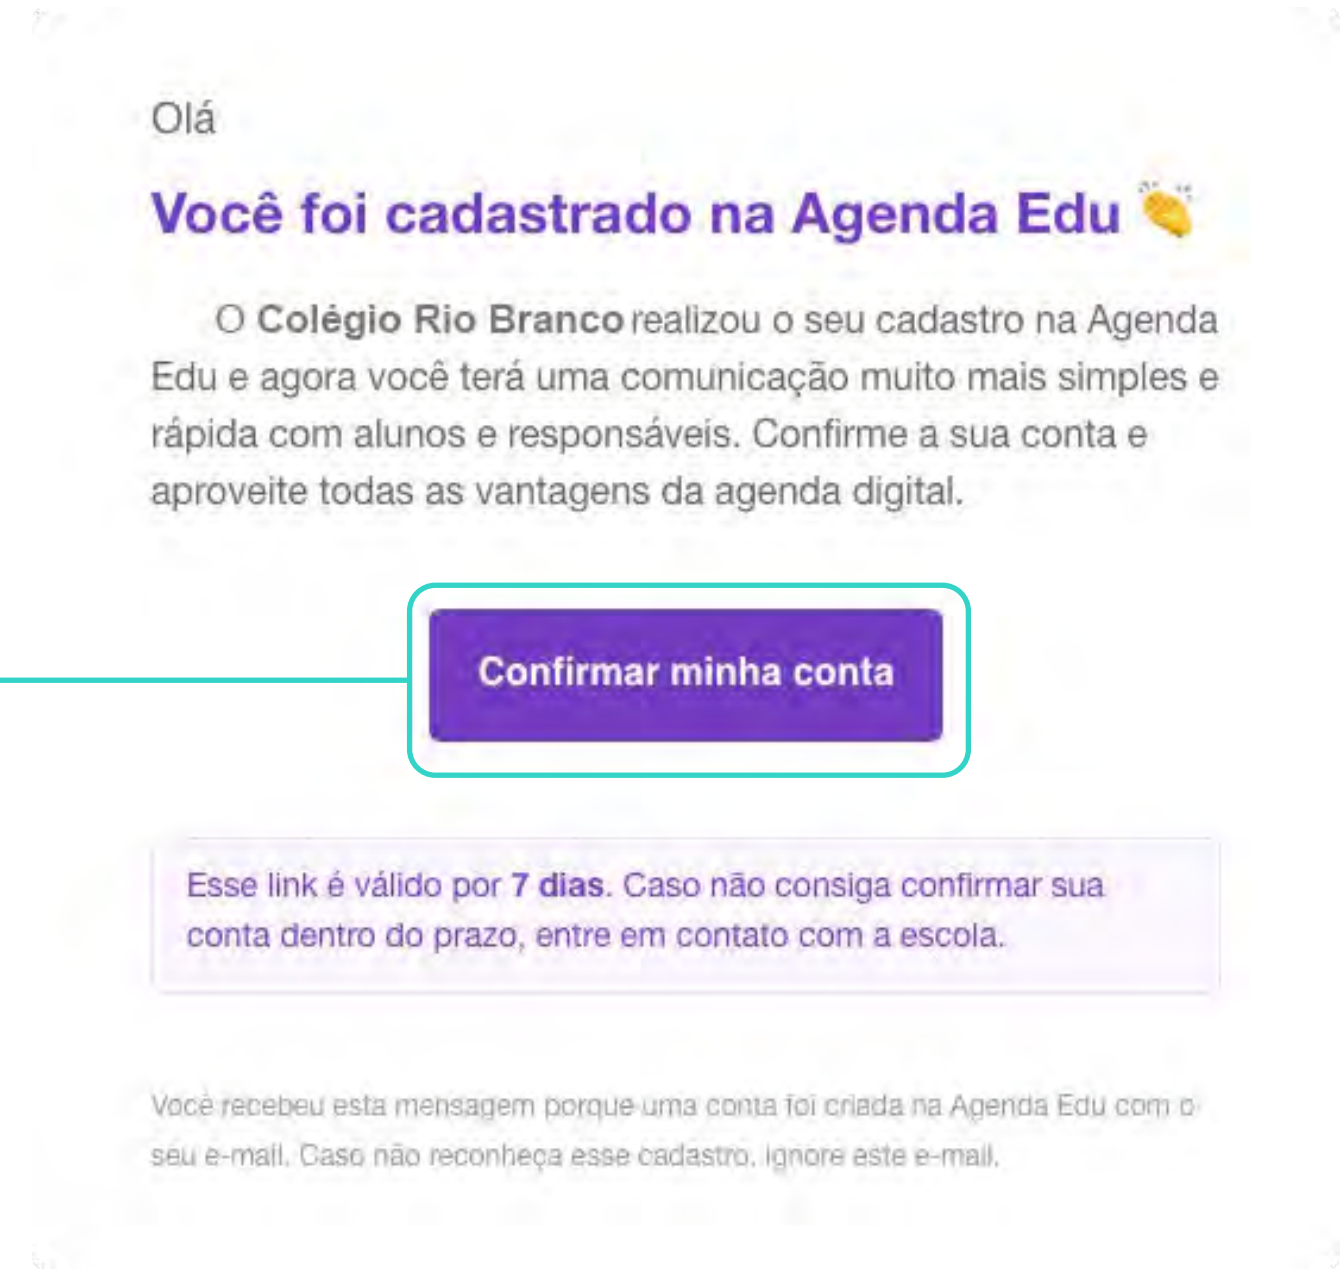 Olá
Você foi cadastrado na Agenda Edu 👏
O Colégio Rio Branco realizou o seu cadastro na Agenda
Edu e agora você terá uma comunicação muito mais simples e
rápida com alunos e responsáveis. Confirme a sua conta e
aproveite todas as vantagens da agenda digital.
Confirmar minha conta
Esse link é válido por 7 dias. Caso não consiga confirmar sua
conta dentro do prazo, entre em contato com a escola.
Você recebeu esta mensagem porque uma conta foi criada na Agenda Edu com o
seu e-mail. Caso não reconheça esse cadastro, ignore este e-mail.